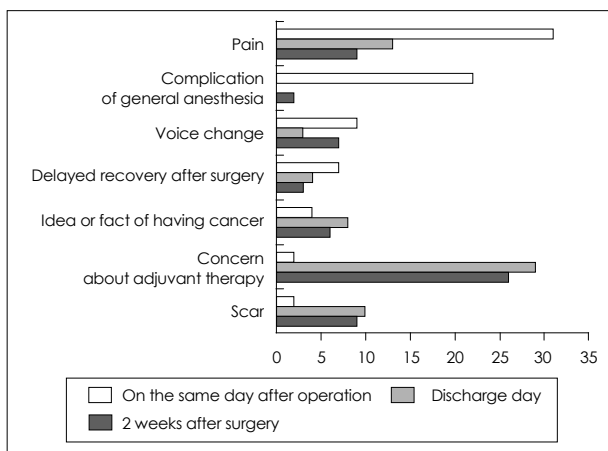 Pain
Complication
of general anesthesia
Voice change
Delayed recovery after surgery
Idea or fact of having cancer
Concern
about adjuvant therapy
Scar
0 5 10 15 20 25 30 35
On the same day after operation Discharge day
2 weeks after surgery